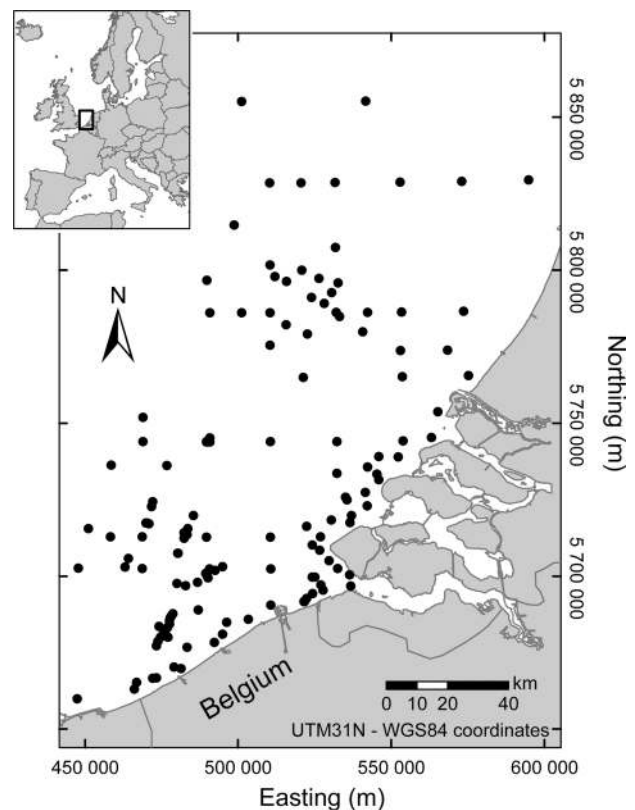 5 850 000
5 800 000
N
Northing (m)
5 750 000
5 700 000
Belgium
km
0 10 20 40
UTM31N - WGS84 coordinates
450 000 500 000 550 000 600 000
Easting (m)